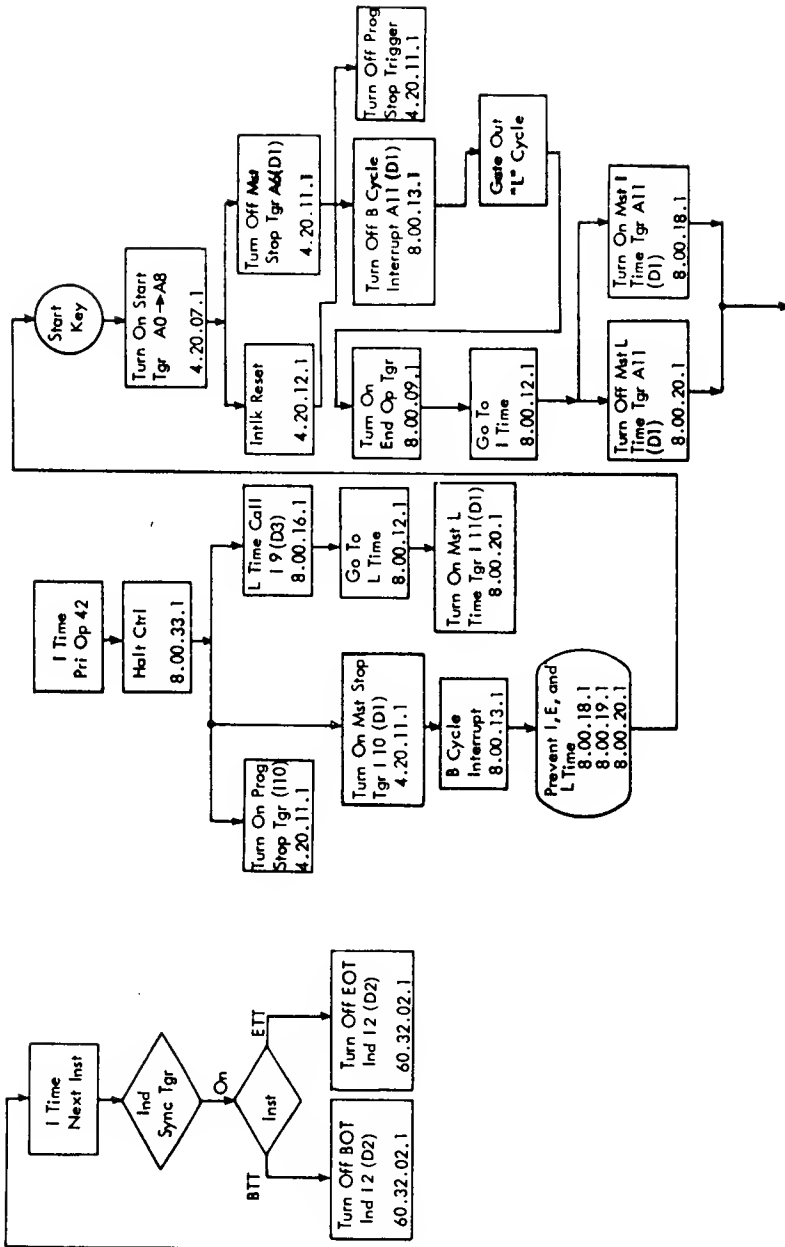 I Time
Next Inst
Ind
Sync Tgr
On
Inst
BTT
ETT
Turn Off BOT
Ind I2 (D2)
60.32.02.1
Turn Off EOT
Ind I2 (D2)
60.32.02.1
I Time
Pri Op 42
Halt Ctrl
8.00.33.1
Turn On Prog
Stop Tgr (I10)
4.20.11.1
Turn On Mst Stop
Tgr I 10 (D1)
4.20.11.1
B Cycle
Interrupt
8.00.13.1
Prevent I,E, and
L Time
8.00.18.1
8.00.19.1
8.00.20.1
L Time Call
I 9 (D3)
8.00.16.1
Go To
L Time
8.00.12.1
Turn On Mst L
Time Tgr I 11(D1)
8.00.20.1
Start
Key
Turn On Start
Tgr A0→A8
4.20.07.1
Intlk Reset
4.20.12.1
Turn Off Mst
Stop Tgr A6(D1)
4.20.11.1
Turn Off Prog
Stop Trigger
4.20.11.1
Turn Off B Cycle
Interrupt A11 (D1)
8.00.13.1
Gate Out
"L" Cycle
Turn On
End Op Tgr
8.00.09.1
Go To
I Time
8.00.12.1
Turn Off Mst L
Time Tgr A11
(D1)
8.00.20.1
Turn On Mst I
Time Tgr A11
(D1)
8.00.18.1